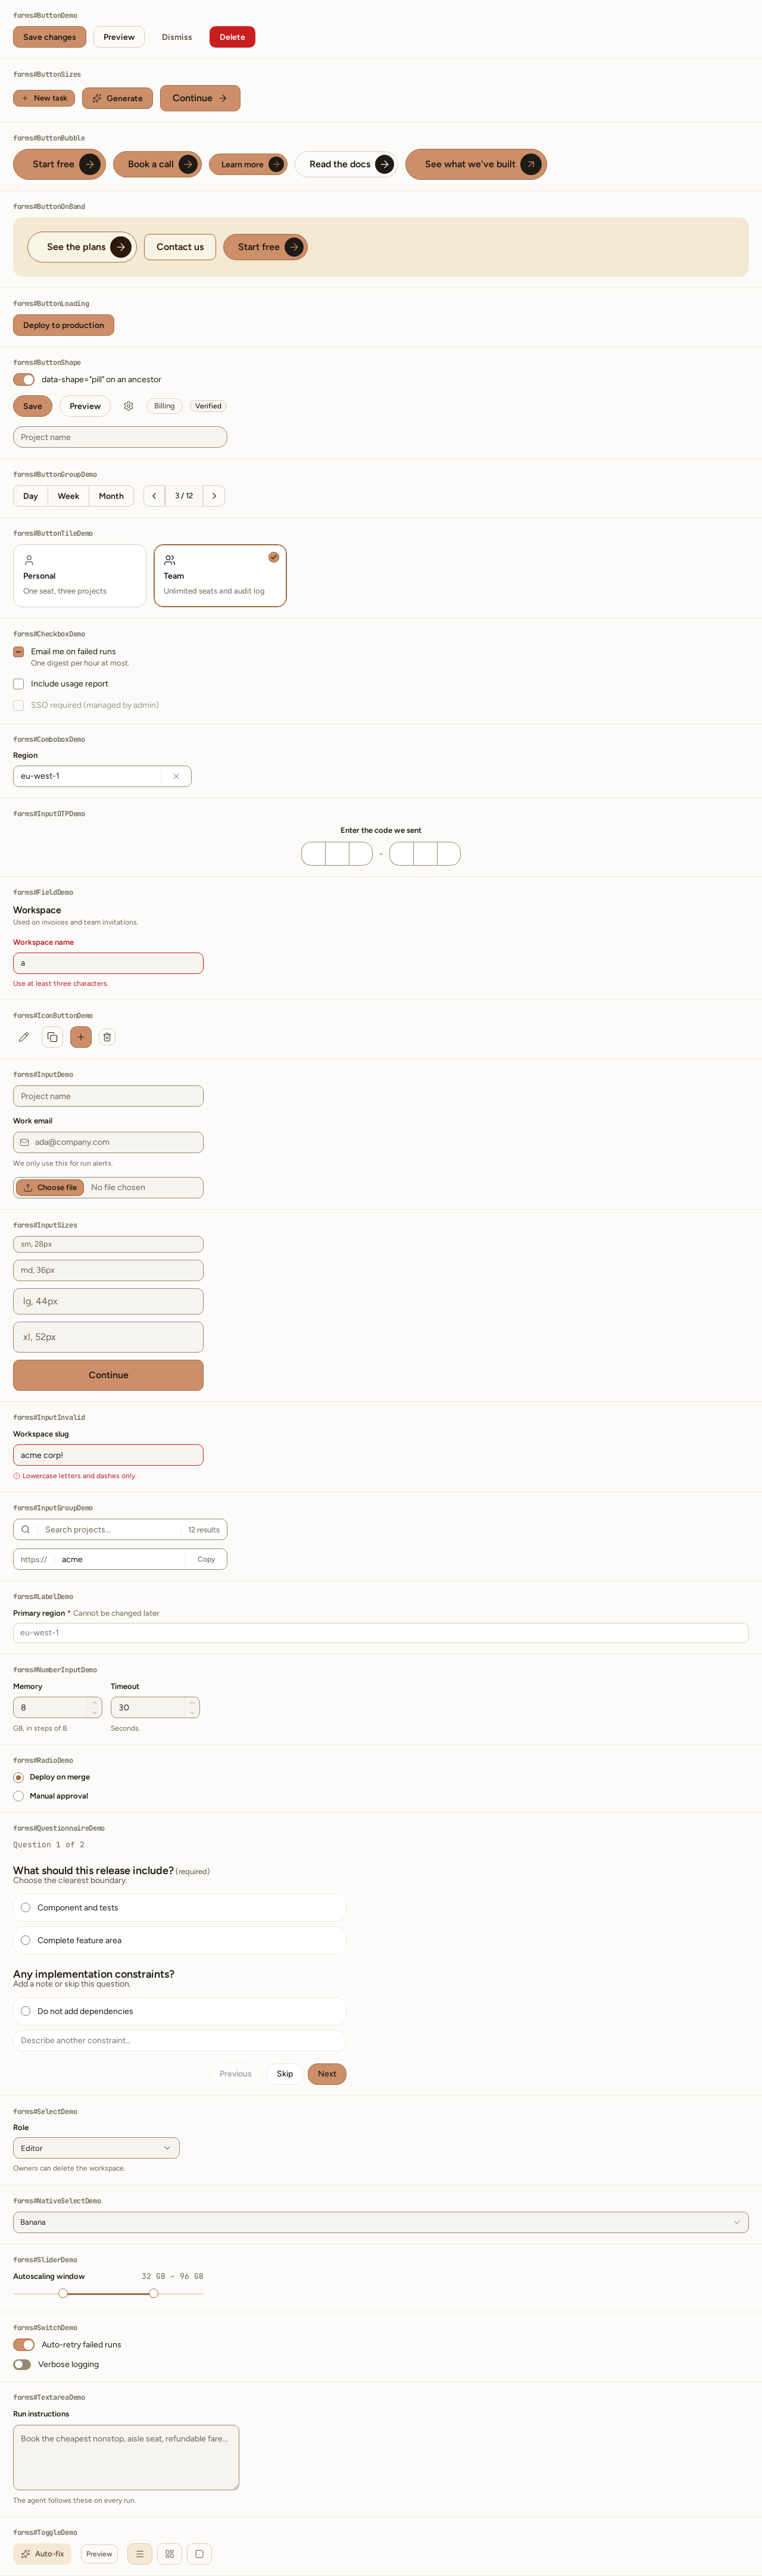 forms#ButtonDemo
Save changes Preview Dismiss Delete
forms#ButtonSizes
New task Generate Continue
forms#ButtonBubble
Start free Book a call Learn more Read the docs See what we've built
forms#ButtonOnBand
See the plans Contact us Start free
forms#ButtonLoading
Deploy to production
forms#ButtonShape
data-shape="pill" on an ancestor
Save Preview Billing Verified
Project name
forms#ButtonGroupDemo
Day Week Month 3 / 12
forms#ButtonTileDemo
Personal Team
One seat, three projects Unlimited seats and audit log
forms#CheckboxDemo
Email me on failed runs
One digest per hour at most.
Include usage report
SSO required (managed by admin)
forms#ComboboxDemo
Region
eu-west-1
forms#InputOTPDemo
Enter the code we sent
-
forms#FieldDemo
Workspace
Used on invoices and team invitations.
Workspace name
a
Use at least three characters.
forms#IconButtonDemo
forms#InputDemo
Project name
Work email
ada@company.com
We only use this for run alerts.
Choose file No file chosen
forms#InputSizes
sm, 28px
md, 36px
lg, 44px
xl, 52px
Continue
forms#InputInvalid
Workspace slug
acme corp!
Lowercase letters and dashes only.
forms#InputGroupDemo
Search projects... 12 results
https:// acme Copy
forms#LabelDemo
Primary region * Cannot be changed later
eu-west-1
forms#NumberInputDemo
Memory Timeout
8 30
GB, in steps of 8. Seconds.
forms#RadioDemo
Deploy on merge
Manual approval
forms#QuestionnaireDemo
Question 1 of 2
What should this release include? (required)
Choose the clearest boundary.
Component and tests
Complete feature area
Any implementation constraints?
Add a note or skip this question.
Do not add dependencies
Describe another constraint...
Previous Skip Next
forms#SelectDemo
Role
Editor
Owners can delete the workspace.
forms#NativeSelectDemo
Banana
forms#SliderDemo
Autoscaling window 32 GB – 96 GB
forms#SwitchDemo
Auto-retry failed runs
Verbose logging
forms#TextareaDemo
Run instructions
Book the cheapest nonstop, aisle seat, refundable fare...
The agent follows these on every run.
forms#ToggleDemo
Auto-fix Preview